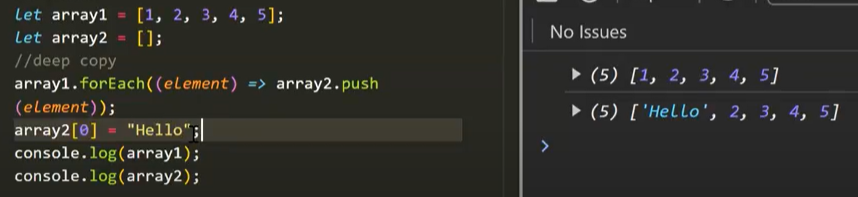 let array1 = [1, 2, 3, 4, 5];
let array2 = [];
//deep copy
array1.forEach((element) => array2.push
(element));
array2[0] = "Hello";
console.log(array1);
console.log(array2);
No Issues
▶ (5) [1, 2, 3, 4, 5]
▶ (5) ['Hello', 2, 3, 4, 5]
>